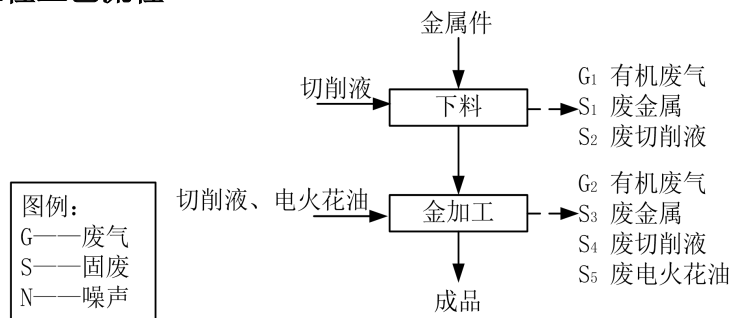 金属件
切削液
下料
G1 有机废气
S1 废金属
S2 废切削液
切削液、电火花油
金加工
G2 有机废气
S3 废金属
S4 废切削液
S5 废电火花油
成品
图例：
G——废气
S——固废
N——噪声